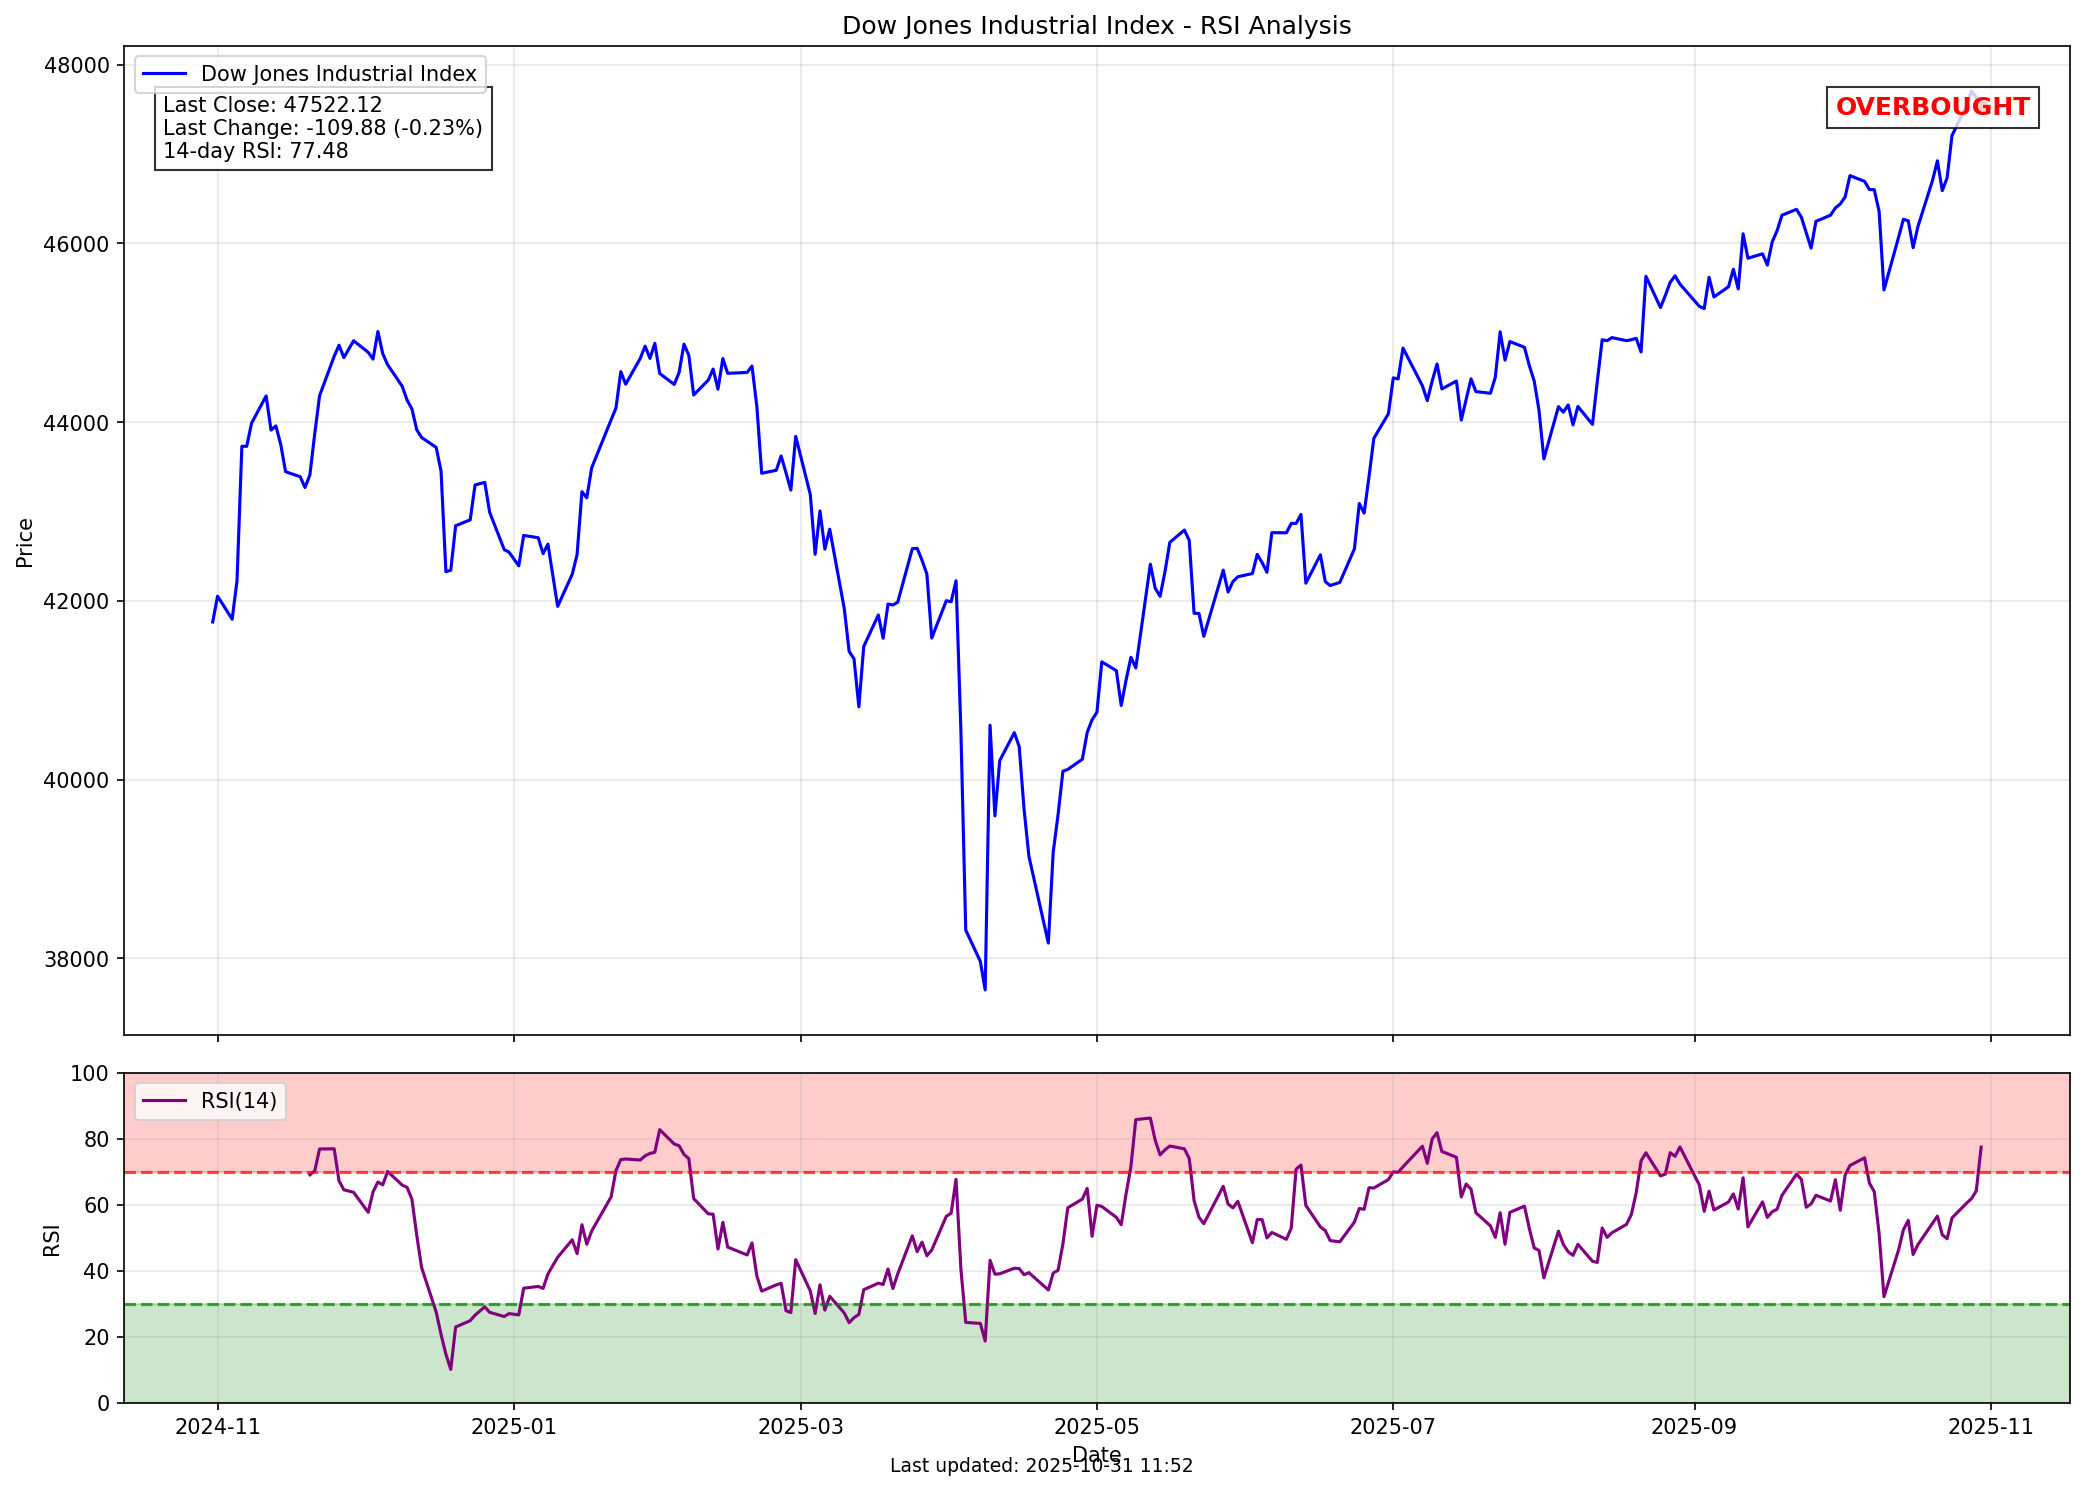 Dow Jones Industrial Index - RSI Analysis
Dow Jones Industrial Index
Last Close: 47522.12
Last Change: -109.88 (-0.23%)
14-day RSI: 77.48
OVERBOUGHT
48000
46000
44000
42000
40000
38000
Price
RSI(14)
100
80
60
40
20
0
RSI
2024-11
2025-01
2025-03
2025-05
2025-07
2025-09
2025-11
Date
Last updated: 2025-10-31 11:52